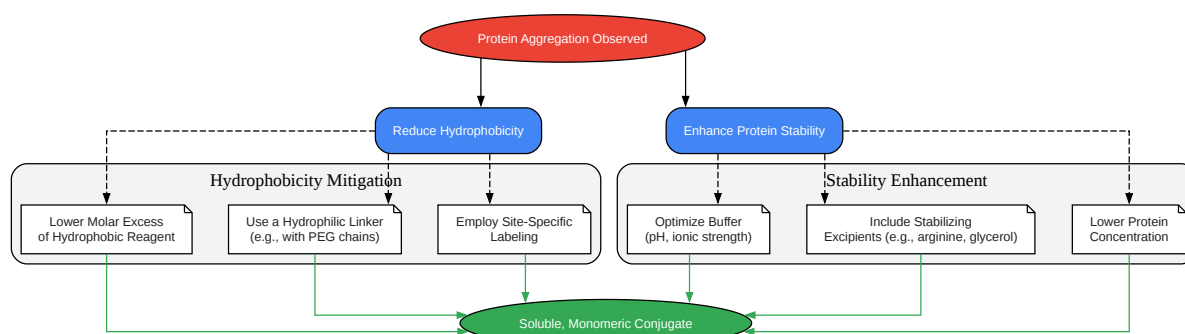 Protein Aggregation Observed
Reduce Hydrophobicity
Enhance Protein Stability
Hydrophobicity Mitigation
Stability Enhancement
Lower Molar Excess
of Hydrophobic Reagent
Use a Hydrophilic Linker
(e.g., with PEG chains)
Employ Site-Specific
Labeling
Optimize Buffer
(pH, ionic strength)
Include Stabilizing
Excipients (e.g., arginine, glycerol)
Lower Protein
Concentration
Soluble, Monomeric Conjugate